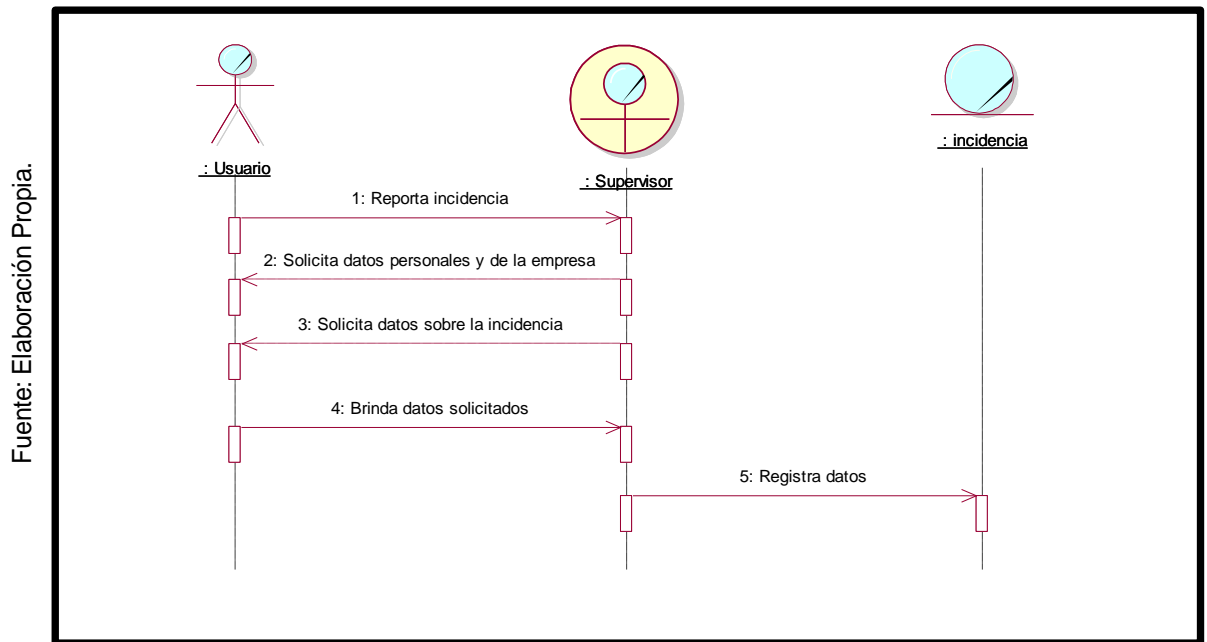 Fuente: Elaboración Propia.
: Usuario
: Supervisor
: incidencia
1: Reporta incidencia
2: Solicita datos personales y de la empresa
3: Solicita datos sobre la incidencia
4: Brinda datos solicitados
5: Registra datos